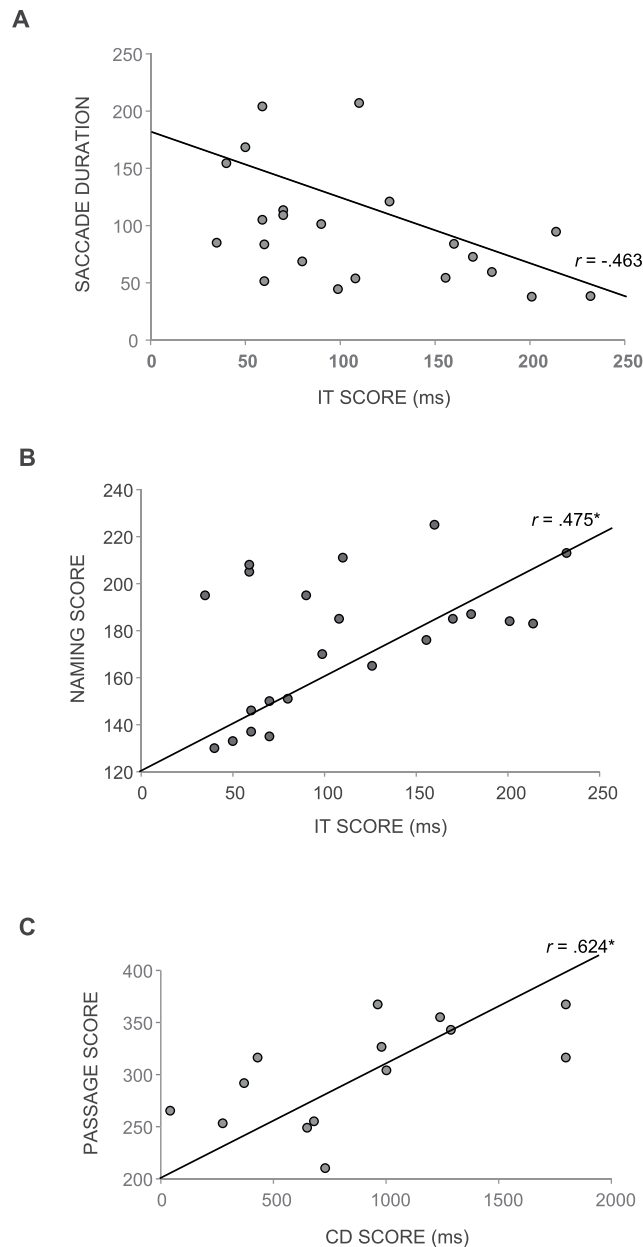 A
250
200
150
100
50
0
SACCADE DURATION
r = -.463
0 50 100 150 200 250
IT SCORE (ms)
B
240
220
200
180
160
140
120
NAMING SCORE
r = .475*
0 50 100 150 200 250
IT SCORE (ms)
C
400
350
300
250
200
PASSAGE SCORE
r = .624*
0 500 1000 1500 2000
CD SCORE (ms)